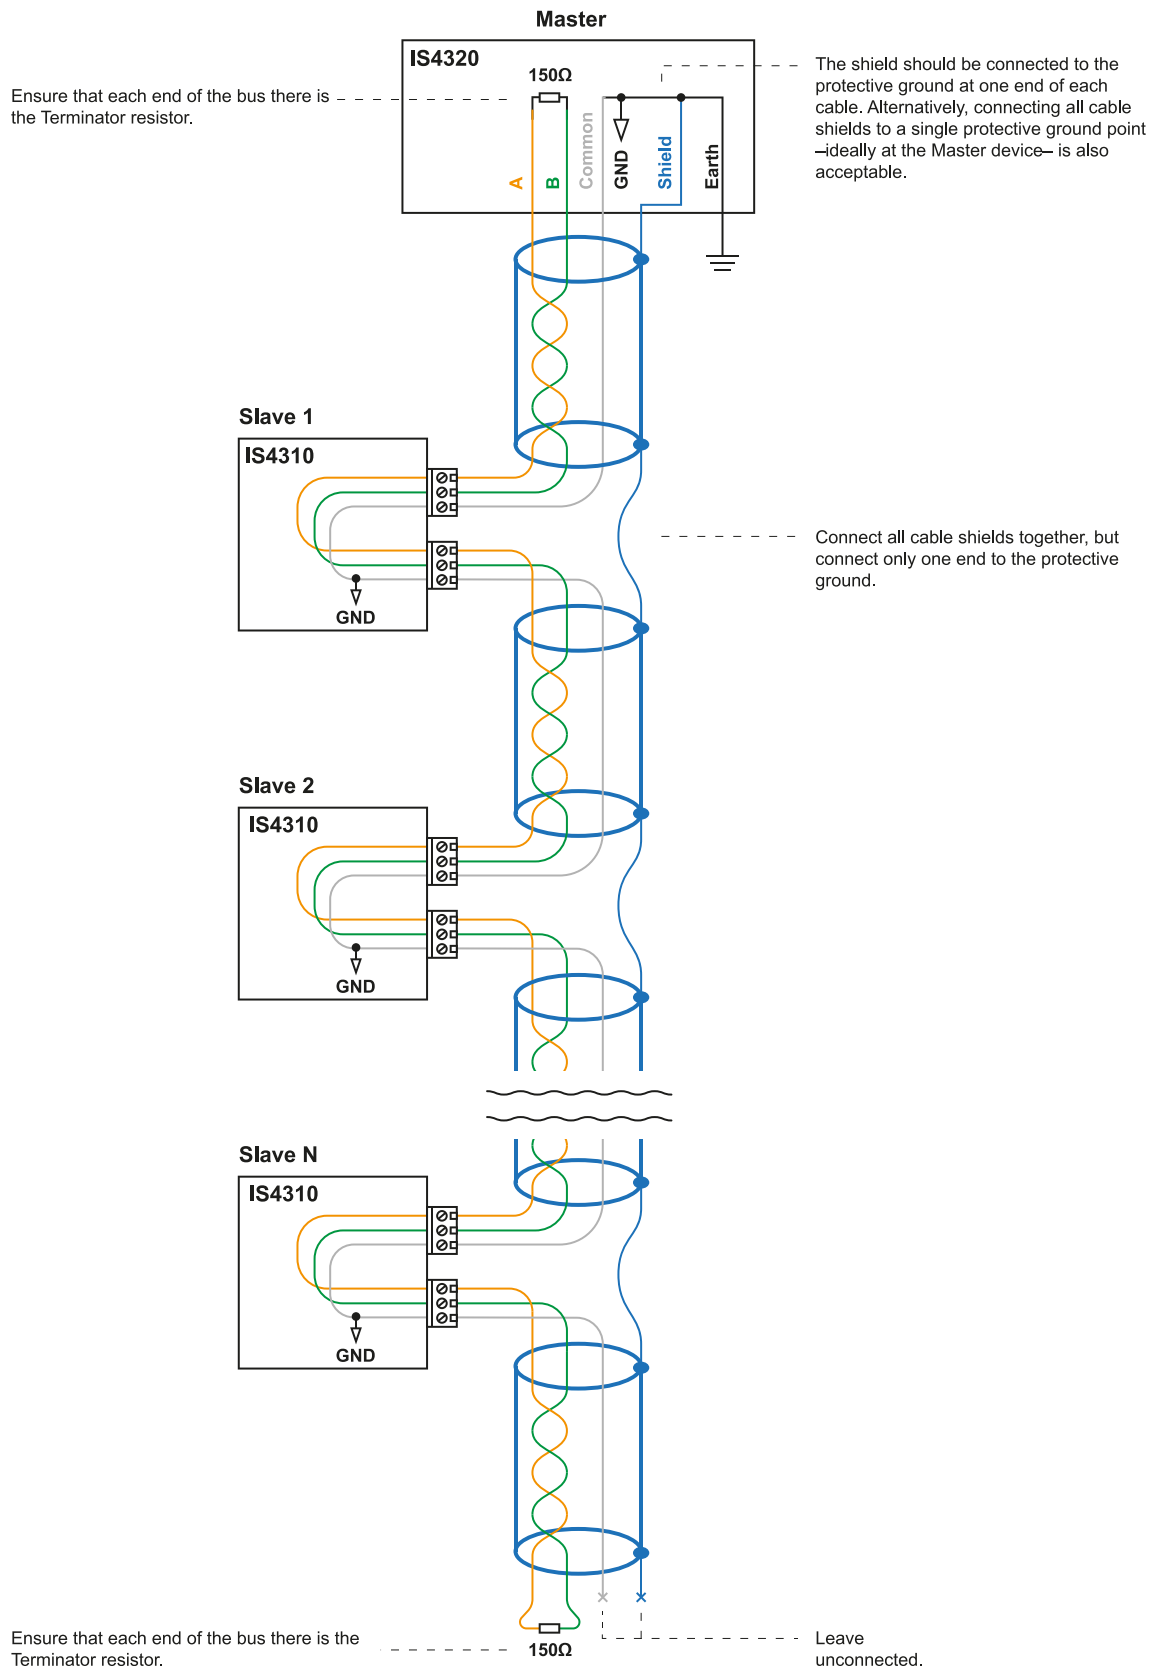 Master
IS4320
150Ω
Ensure that each end of the bus there is
the Terminator resistor.
The shield should be connected to the
protective ground at one end of each
cable. Alternatively, connecting all cable
shields to a single protective ground point
–ideally at the Master device– is also
acceptable.
A
B
Common
GND
Shield
Earth
Slave 1
IS4310
GND
Connect all cable shields together, but
connect only one end to the protective
ground.
Slave 2
IS4310
GND
Slave N
IS4310
GND
Ensure that each end of the bus there is the
Terminator resistor.
150Ω
Leave
unconnected.